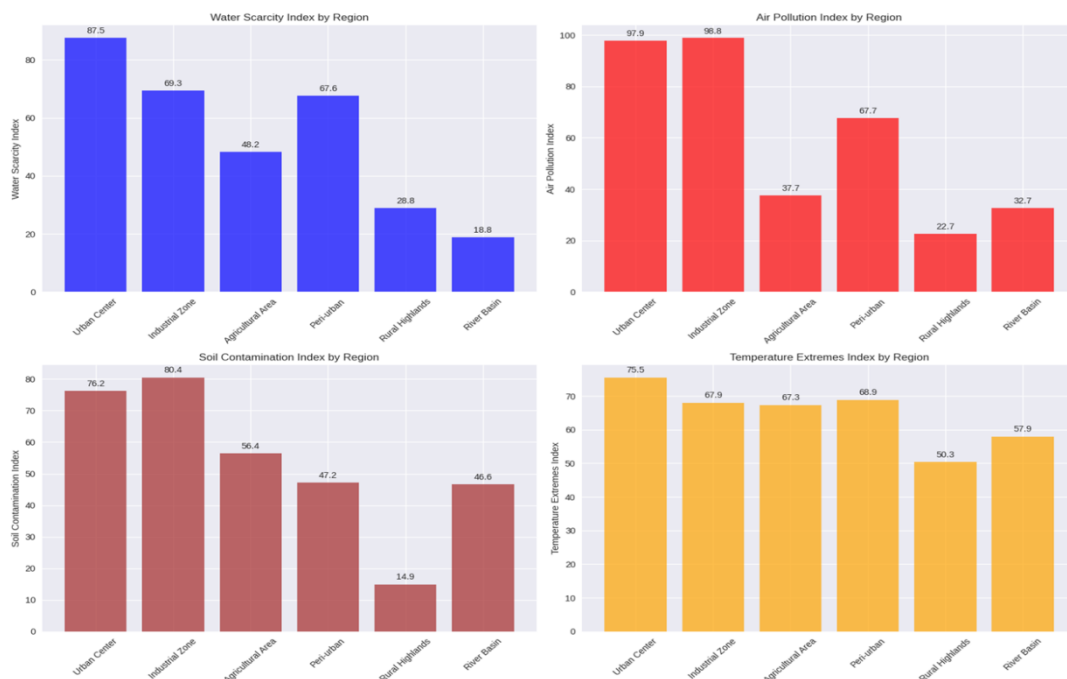 Water Scarcity Index by Region
Water Scarcity Index
80
60
40
20
0
87.5
69.3
48.2
67.6
28.8
18.8
Urban Center
Industrial Zone
Agricultural Area
Peri-urban
Rural Highlands
River Basin
Air Pollution Index by Region
Air Pollution Index
100
80
60
40
20
0
97.9
98.8
37.7
67.7
22.7
32.7
Urban Center
Industrial Zone
Agricultural Area
Peri-urban
Rural Highlands
River Basin
Soil Contamination Index by Region
Soil Contamination Index
80
70
60
50
40
30
20
10
0
76.2
80.4
56.4
47.2
14.9
46.6
Urban Center
Industrial Zone
Agricultural Area
Peri-urban
Rural Highlands
River Basin
Temperature Extremes Index by Region
Temperature Extremes Index
70
60
50
40
30
20
10
0
75.5
67.9
67.3
68.9
50.3
57.9
Urban Center
Industrial Zone
Agricultural Area
Peri-urban
Rural Highlands
River Basin